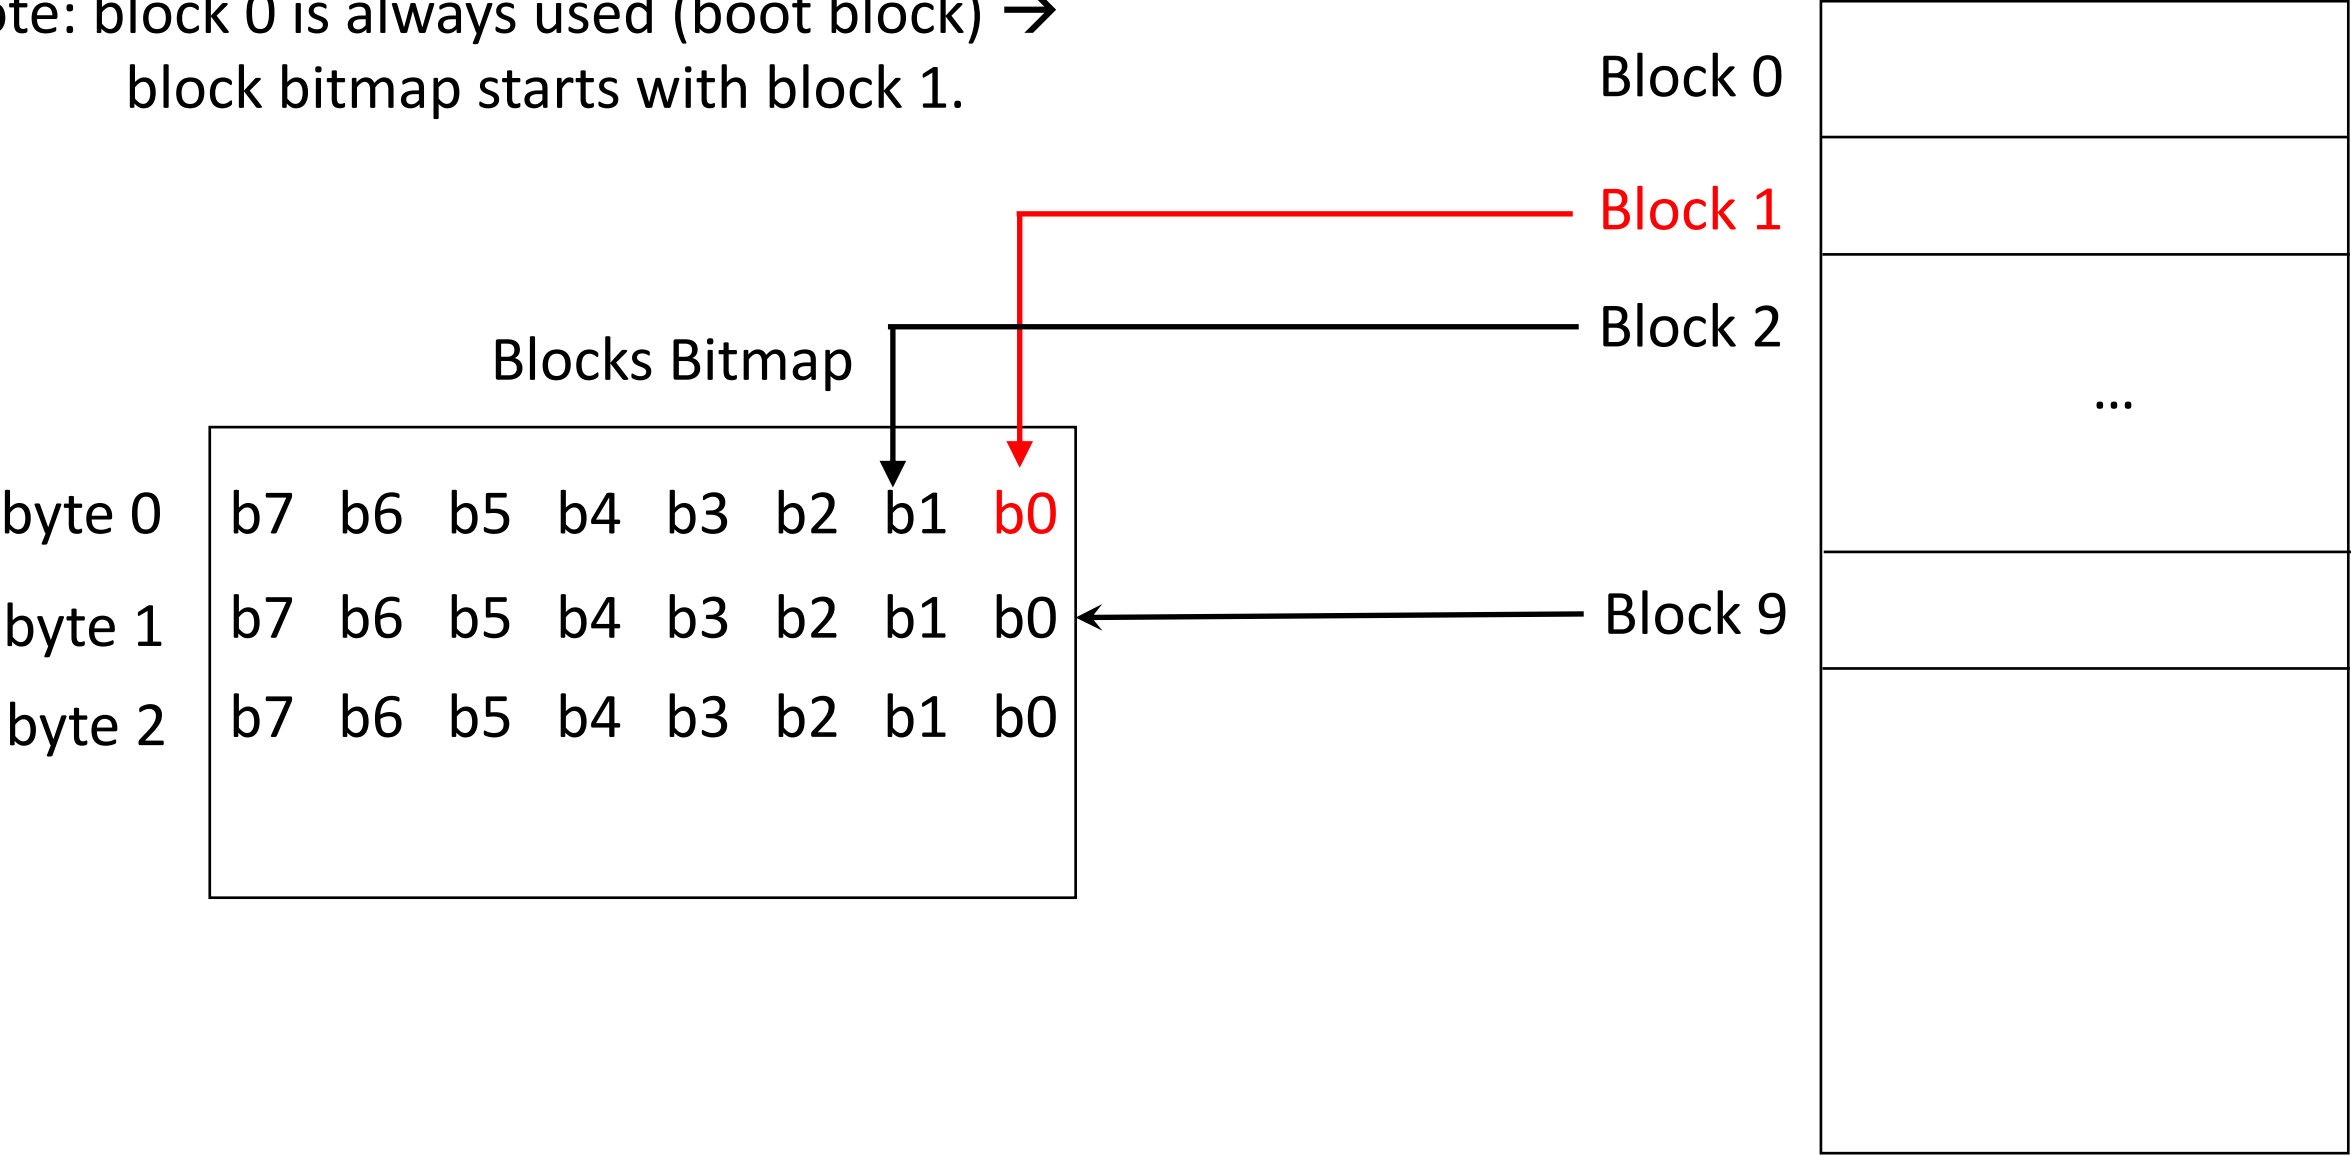 ote: block 0 is always used (boot block) →
block bitmap starts with block 1.
Block 0
Block 1
Block 2
Blocks Bitmap
...
byte 0 b7 b6 b5 b4 b3 b2 b1 b0
byte 1 b7 b6 b5 b4 b3 b2 b1 b0
Block 9
byte 2 b7 b6 b5 b4 b3 b2 b1 b0